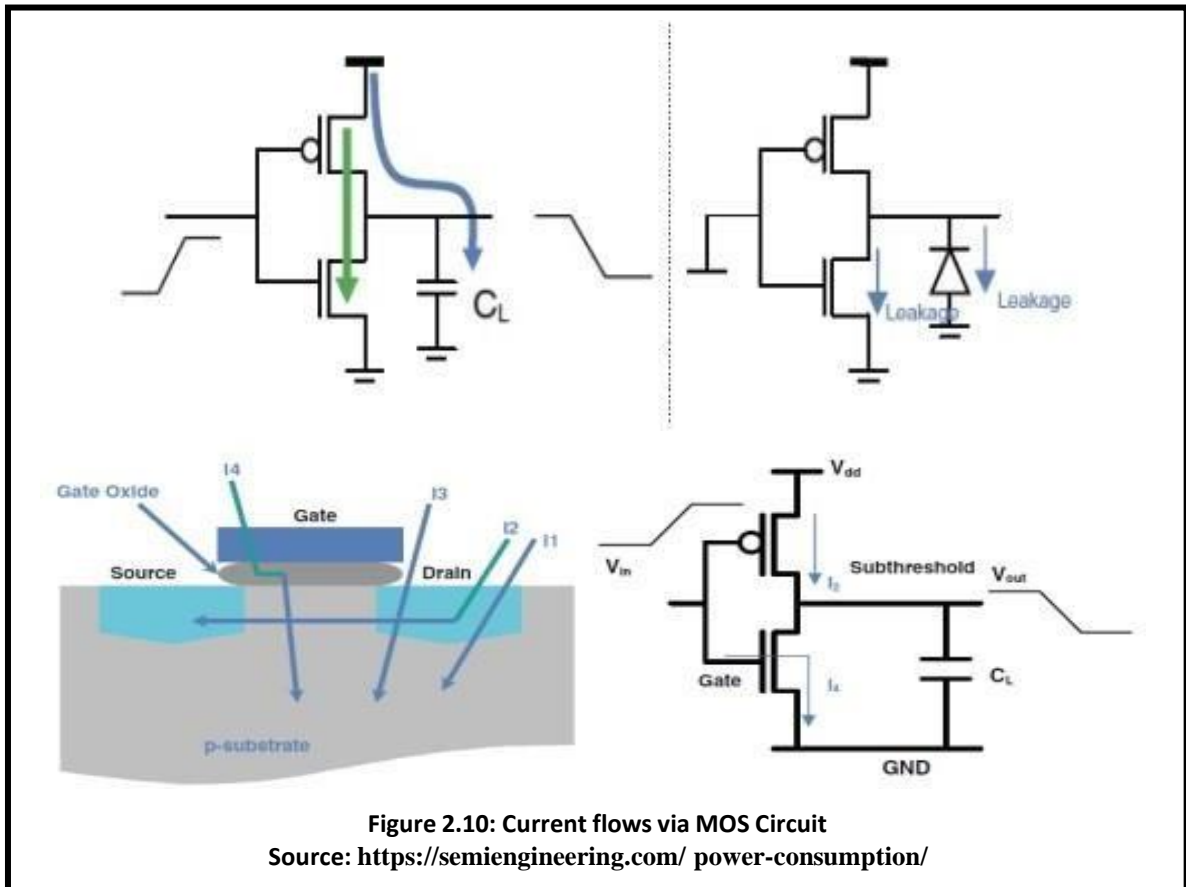 CL
Leakage
Leakage
I4
Gate Oxide
Gate
I3
I2
I1
Source
Drain
p-substrate
Vdd
Vin
I2
Subthreshold
Vout
Gate
I4
CL
GND
Figure 2.10: Current flows via MOS Circuit
Source: https://semiengineering.com/ power-consumption/